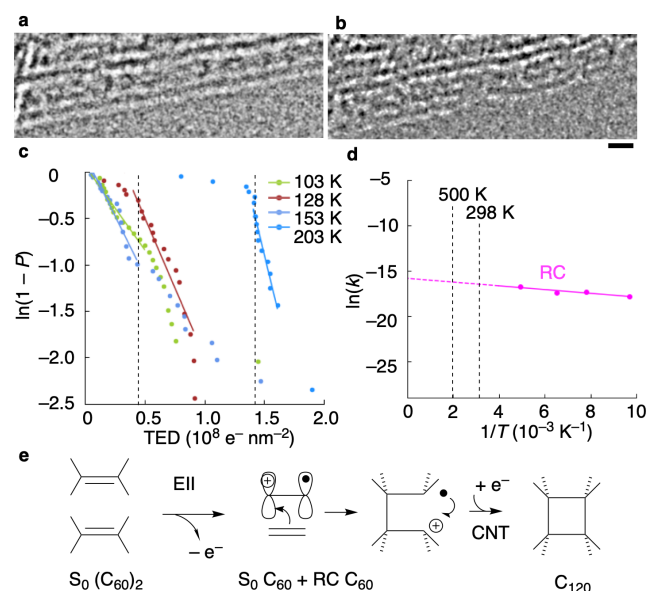 a
b
c
0
−0.5
−1.0
−1.5
−2.0
−2.5
ln(1 − P)
0
0.5
1.0
1.5
2.0
TED (10⁸ e⁻ nm⁻²)
103 K
128 K
153 K
203 K
d
−5
−10
−15
−20
−25
ln(k)
500 K
298 K
RC
0
2
4
6
8
10
1/T (10⁻³ K⁻¹)
e
EII
− e⁻
+ e⁻
CNT
S₀ (C₆₀)₂
S₀ C₆₀ + RC C₆₀
C₁₂₀